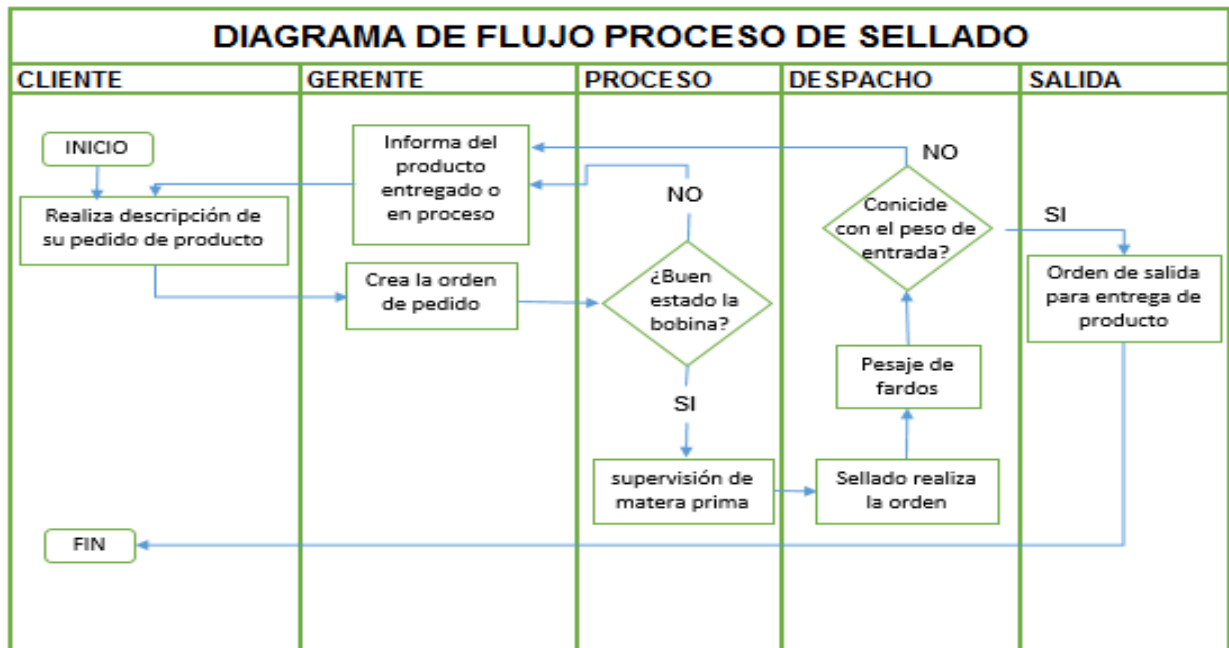 DIAGRAMA DE FLUJO PROCESO DE SELLADO
CLIENTE
GERENTE
PROCESO
DESPACHO
SALIDA
INICIO
Realiza descripción de
su pedido de producto
Informa del
producto
entregado o
en proceso
Crea la orden
de pedido
NO
¿Buen
estado la
bobina?
SI
supervisión de
matera prima
NO
Conicide
con el peso de
entrada?
Pesaje de
fardos
Sellado realiza
la orden
SI
Orden de salida
para entrega de
producto
FIN